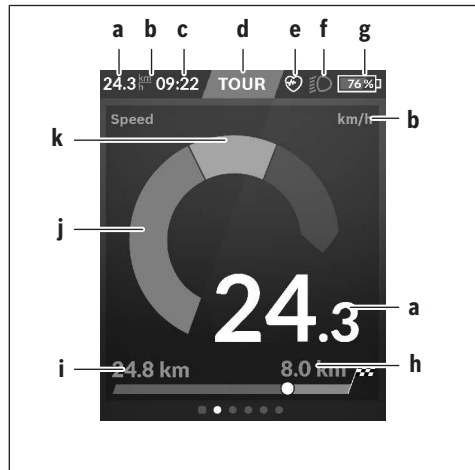 a b c d e f g
24.3 km/h 09:22 TOUR 76 %
Speed km/h b
k
j
24.3 a
i 24.8 km 8.0 km h